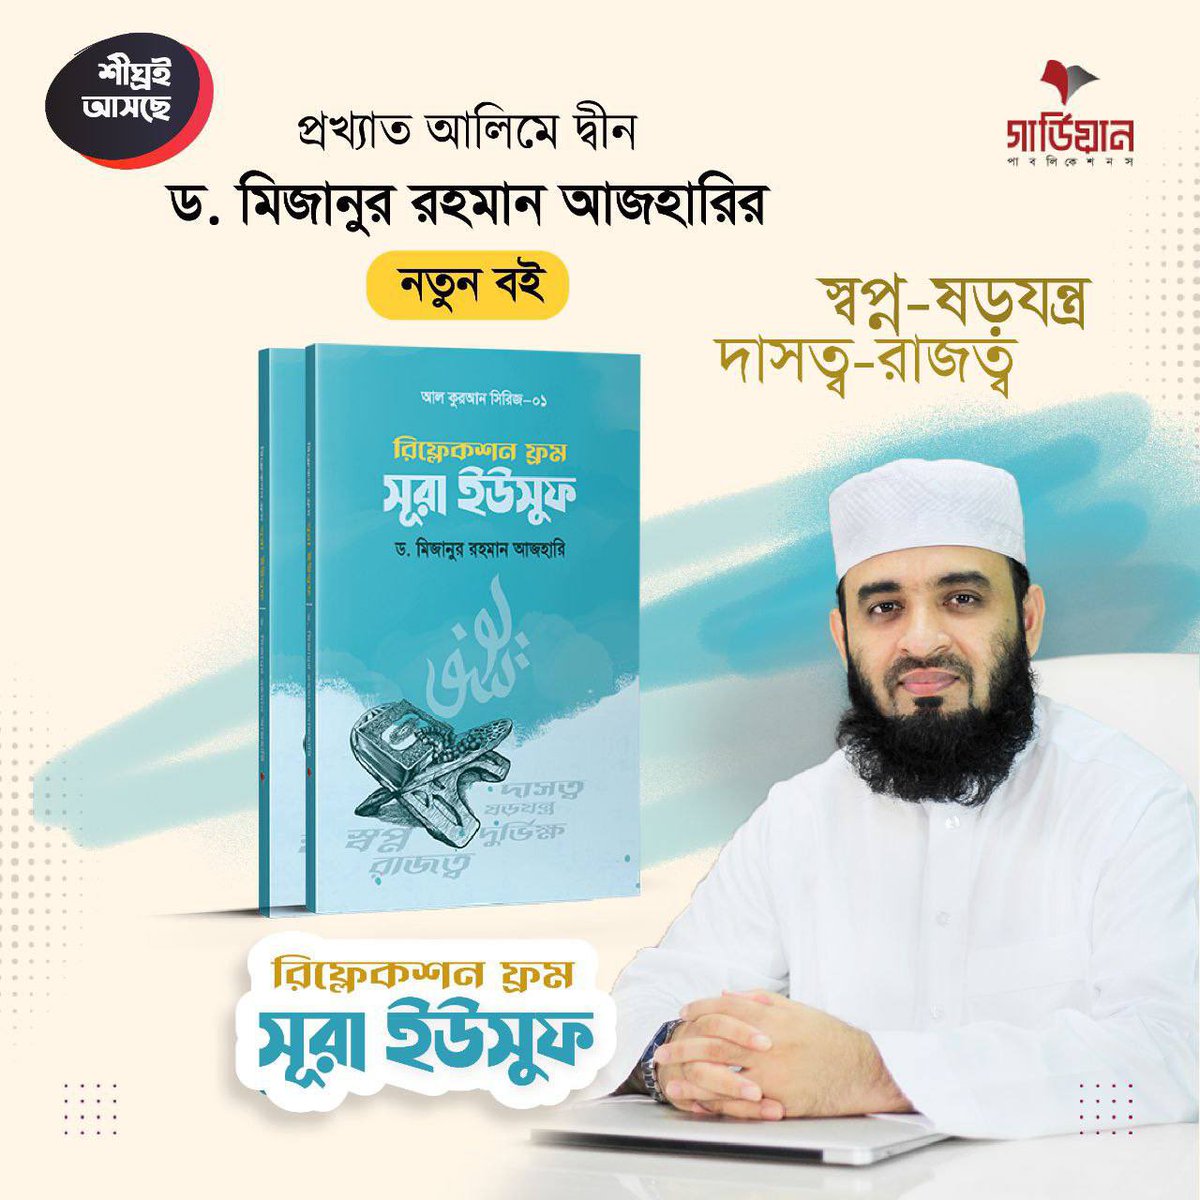 শীঘ্রই
আসছে
প্রখ্যাত আলিমে দ্বীন
ড. মিজানুর রহমান আজহারির
নতুন বই
গার্ডিয়ান
পাবলিকেশনস
স্বপ্ন-ষড়যন্ত্র
দাসত্ব-রাজত্ব
আল কুরআন সিরিজ-০১
রিফ্লেকশন ফ্রম
সূরা ইউসুফ
ড. মিজানুর রহমান আজহারি
يوسف
দাসত্ব
ষড়যন্ত্র
স্বপ্ন দুর্ভিক্ষ
রাজত্ব
রিফ্লেকশন ফ্রম
সূরা ইউসুফ